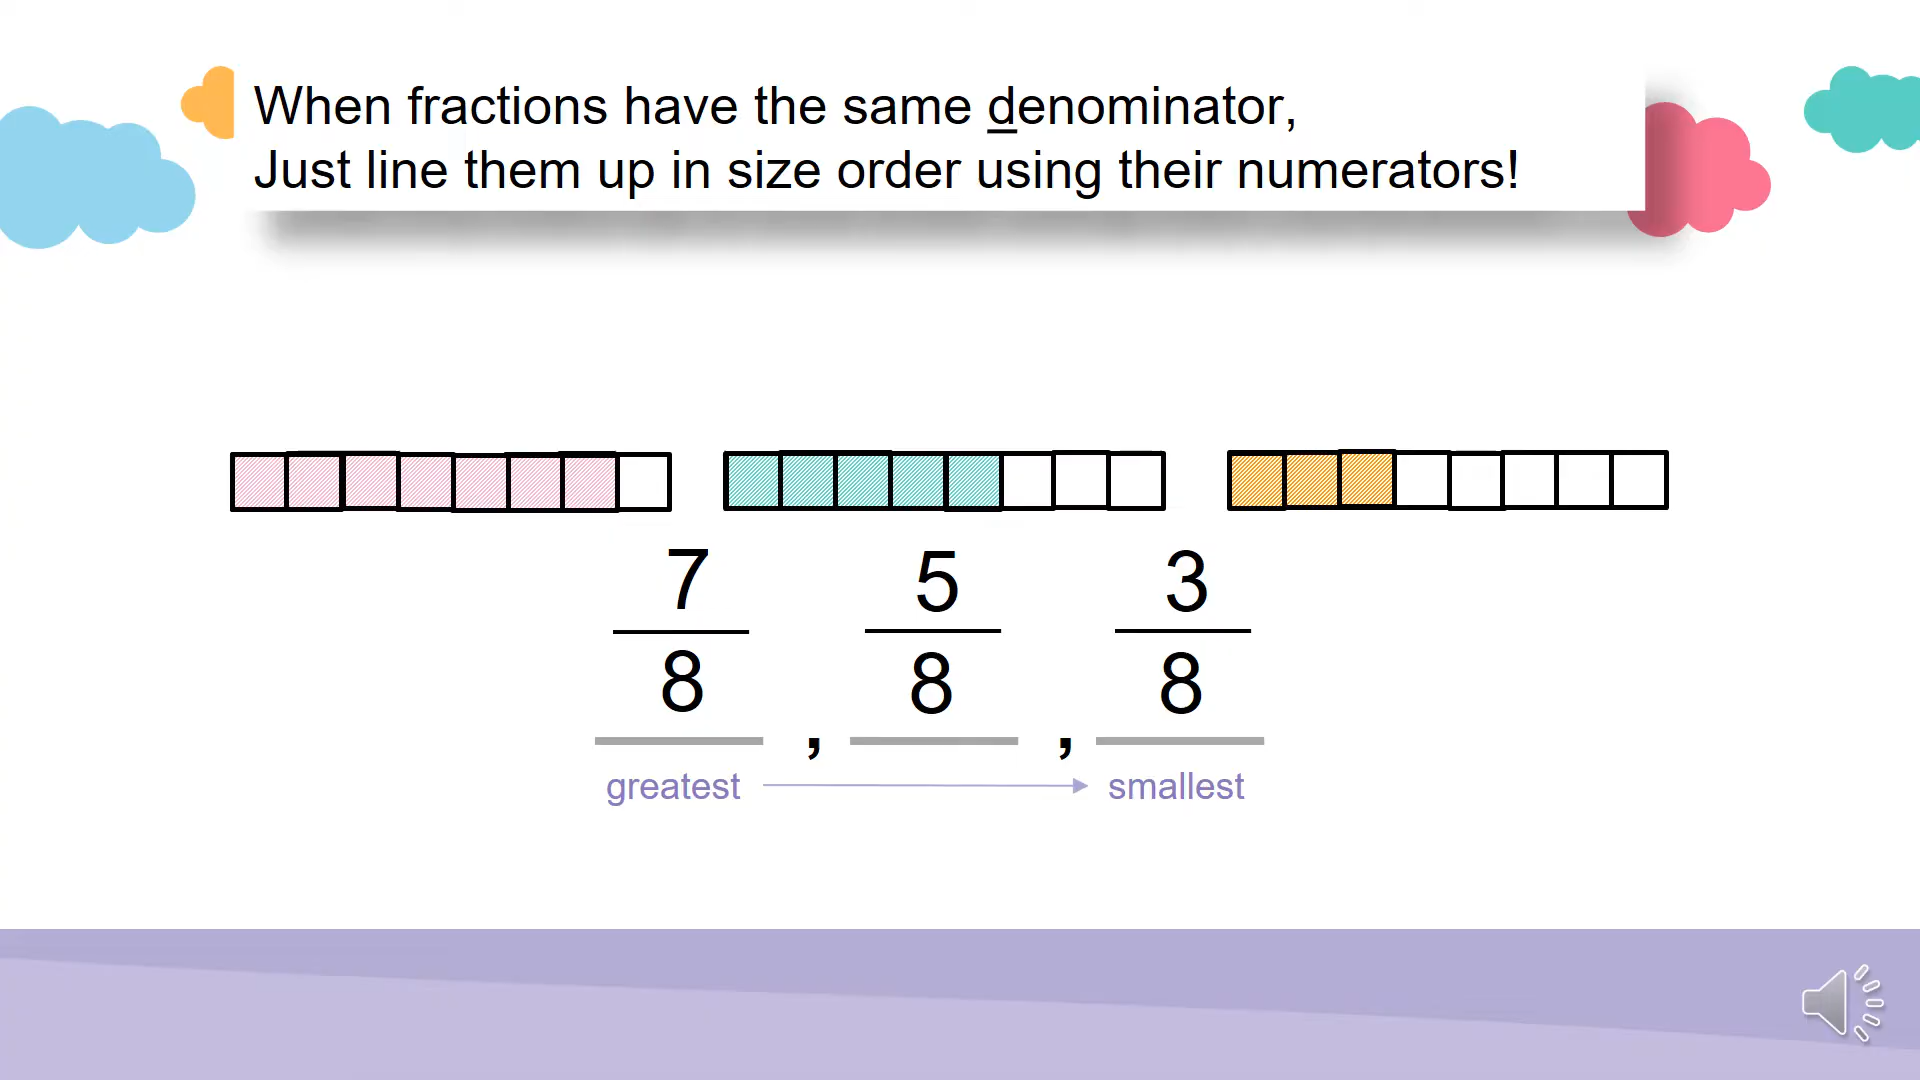 When fractions have the same denominator,
Just line them up in size order using their numerators!
7 5 3
8 8 8
, ,
greatest smallest